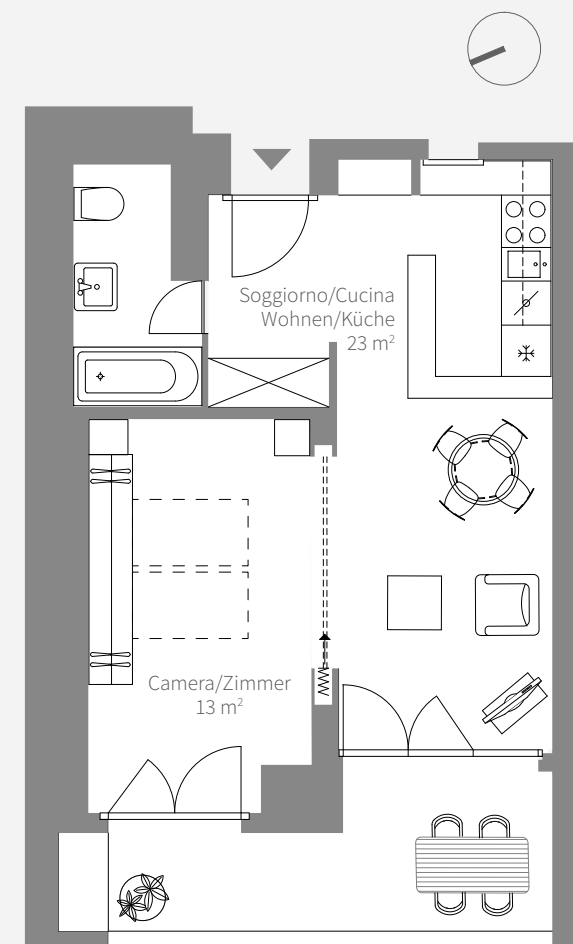 Soggiorno/Cucina
Wohnen/Küche
23 m²
Camera/Zimmer
13 m²